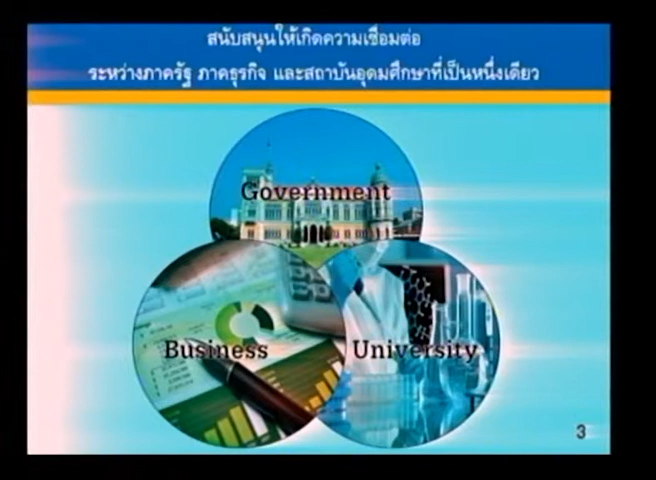 สนับสนุนให้เกิดความเชื่อมต่อ
ระหว่างภาครัฐ ภาคธุรกิจ และสถาบันอุดมศึกษาที่เป็นหนึ่งเดียว
Government
Business
University
3